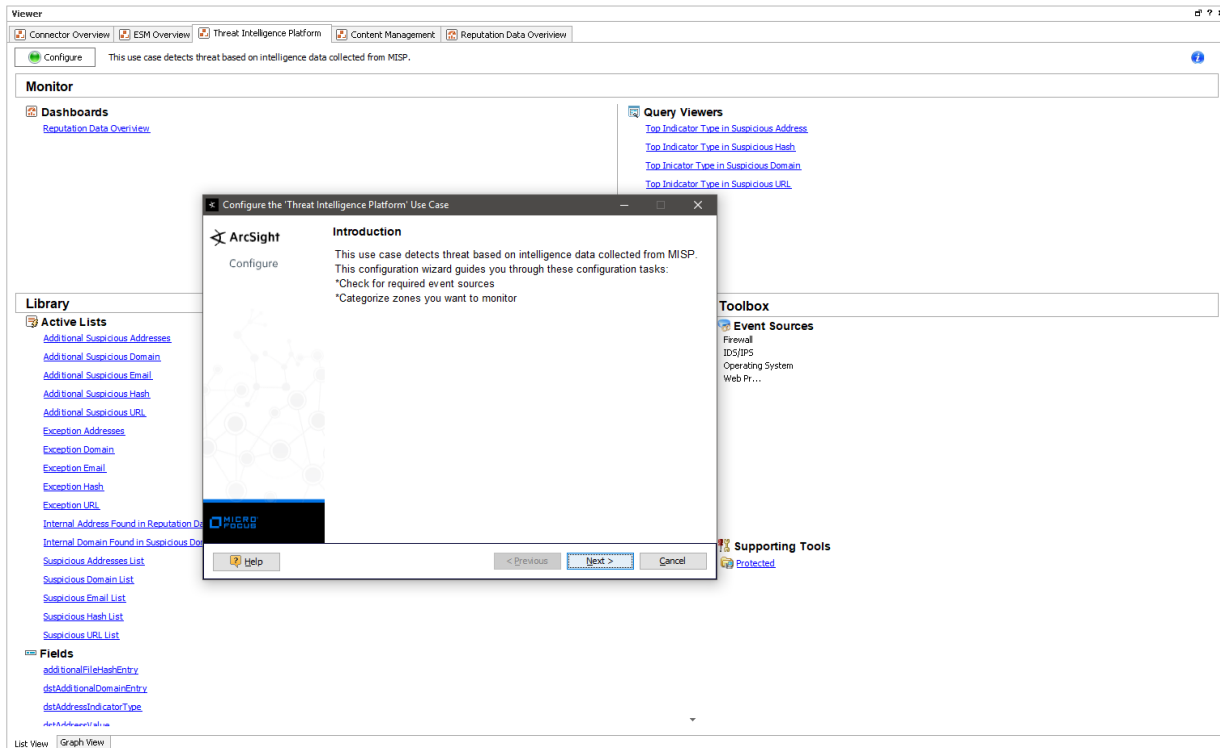 Viewer
Connector Overview
ESM Overview
Threat Intelligence Platform
Content Management
Reputation Data Overview
Configure
This use case detects threat based on intelligence data collected from MISP.
Monitor
Dashboards
Reputation Data Overiview
Query Viewers
Top Indicator Type in Suspicious Address
Top Indicator Type in Suspicious Hash
Top Inicator Type in Suspicious Domain
Top Inidcator Type in Suspicious URL
Configure the 'Threat Intelligence Platform' Use Case
ArcSight
Configure
Introduction
This use case detects threat based on intelligence data collected from MISP.
This configuration wizard guides you through these configuration tasks:
*Check for required event sources
*Categorize zones you want to monitor
MICRO
FOCUS
Help
< Previous
Next >
Cancel
Library
Active Lists
Additional Suspicious Addresses
Additional Suspicious Domain
Additional Suspicious Email
Additional Suspicious Hash
Additional Suspicious URL
Exception Addresses
Exception Domain
Exception Email
Exception Hash
Exception URL
Internal Address Found in Reputation Da
Internal Domain Found in Suspicious Do
Suspicious Addresses List
Suspicious Domain List
Suspicious Email List
Suspicious Hash List
Suspicious URL List
Fields
additionalFileHashEntry
dstAdditionalDomainEntry
dstAddressIndicatorType
dstAddressValue
Toolbox
Event Sources
Firewall
IDS/IPS
Operating System
Web Pr...
Supporting Tools
Protected
List View
Graph View